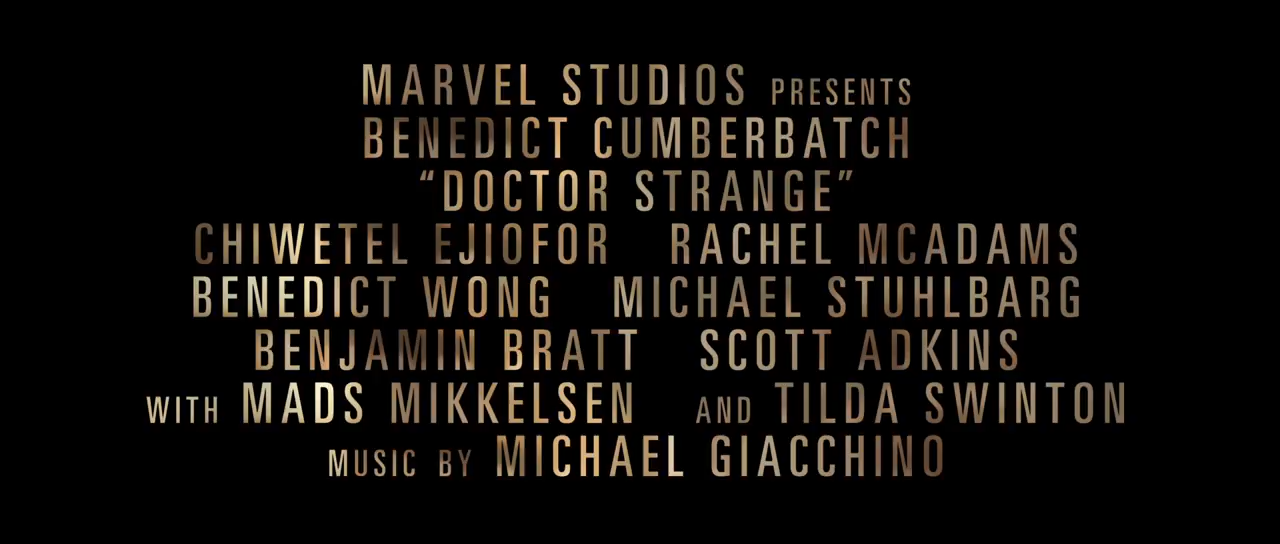 MARVEL STUDIOS PRESENTS
BENEDICT CUMBERBATCH
“DOCTOR STRANGE”
CHIWETEL EJIOFOR RACHEL MCADAMS
BENEDICT WONG MICHAEL STUHLBARG
BENJAMIN BRATT SCOTT ADKINS
WITH MADS MIKKELSEN AND TILDA SWINTON
MUSIC BY MICHAEL GIACCHINO